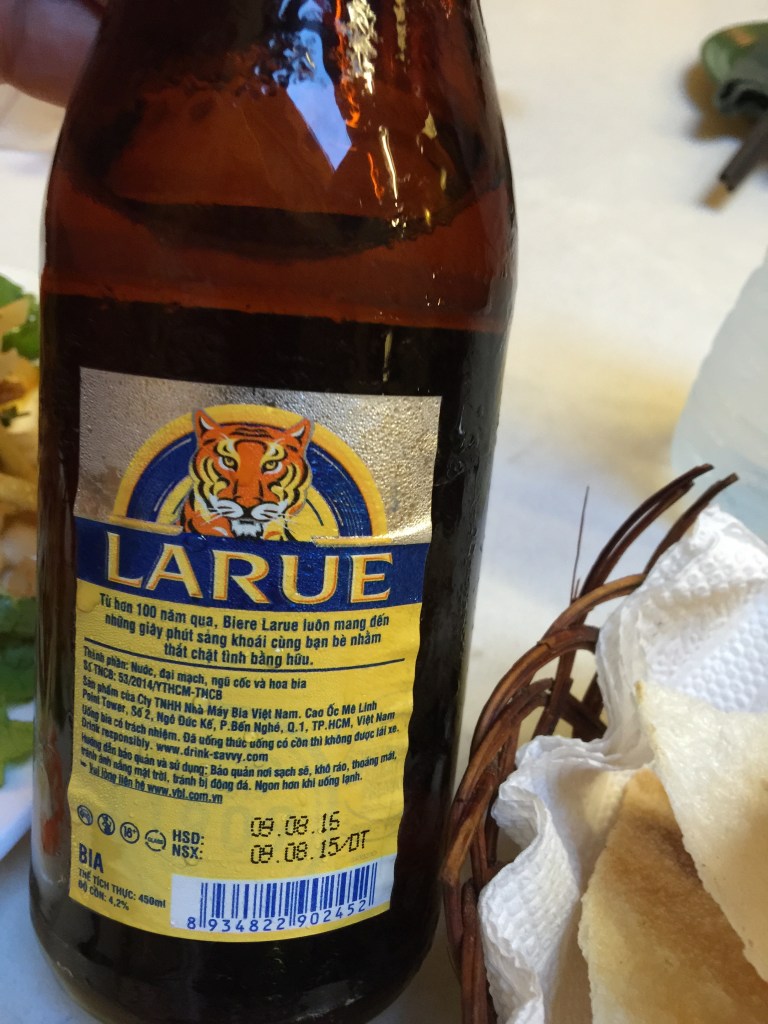 LARUE
Từ hơn 100 năm qua, Biere Larue luôn mang đến
những giây phút sảng khoái cùng bạn bè nhằm
thắt chặt tình bằng hữu.
Thành phần: Nước, đại mạch, ngũ cốc và hoa bia
Số TNCB: 53/2014/YTHCM-TNCB
Sản phẩm của Cty TNHH Nhà Máy Bia Việt Nam. Cao Ốc Mê Linh
Point Tower, Số 2, Ngô Đức Kế, P.Bến Nghé, Q.1, TP.HCM, Việt Nam
Uống bia có trách nhiệm. Đã uống thức uống có cồn thì không được lái xe.
Drink responsibly. www.drink-savvy.com
Hướng dẫn bảo quản và sử dụng: Bảo quản nơi sạch sẽ, khô ráo, thoáng mát,
tránh ánh nắng mặt trời, tránh bị đông đá. Ngon hơn khi uống lạnh.
Vui lòng liên hệ www.vbl.com.vn
18+
HSD: 09.08.16
NSX: 09.08.15/DT
BIA
THỂ TÍCH THỰC: 450ml
ĐỘ CỒN: 4,2%
8 934822 902452